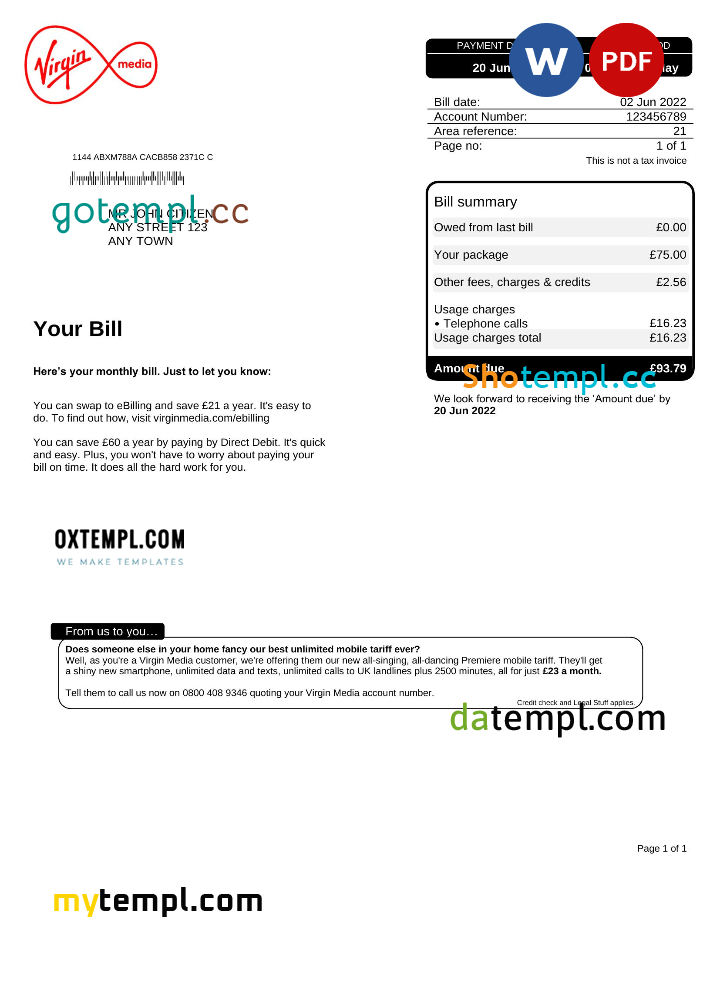 Virgin media
PAYMENT D OD
20 Jun ay
W PDF
Bill date: 02 Jun 2022
Account Number: 123456789
Area reference: 21
Page no: 1 of 1
This is not a tax invoice
1144 ABXM788A CACB858 2371C C
gotempl.cc
MR JOHN CITIZEN
ANY STREET 123
ANY TOWN
Bill summary
Owed from last bill £0.00
Your package £75.00
Other fees, charges & credits £2.56
Usage charges
• Telephone calls £16.23
Usage charges total £16.23
Amount due £93.79
Shotempl.cc
We look forward to receiving the ‘Amount due’ by
20 Jun 2022
Your Bill
Here’s your monthly bill. Just to let you know:
You can swap to eBilling and save £21 a year. It's easy to
do. To find out how, visit virginmedia.com/ebilling
You can save £60 a year by paying by Direct Debit. It's quick
and easy. Plus, you won’t have to worry about paying your
bill on time. It does all the hard work for you.
OXTEMPL.COM
WE MAKE TEMPLATES
From us to you…
Does someone else in your home fancy our best unlimited mobile tariff ever?
Well, as you're a Virgin Media customer, we're offering them our new all-singing, all-dancing Premiere mobile tariff. They'll get
a shiny new smartphone, unlimited data and texts, unlimited calls to UK landlines plus 2500 minutes, all for just £23 a month.
Tell them to call us now on 0800 408 9346 quoting your Virgin Media account number.
Credit check and Legal Stuff applies.
datempl.com
Page 1 of 1
mytempl.com